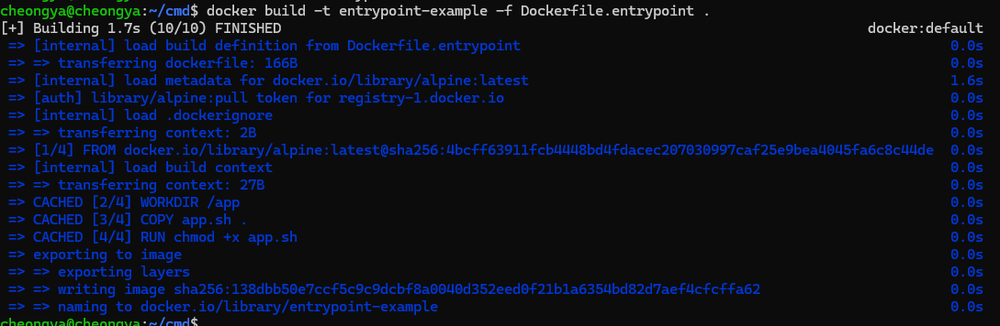 cheongya@cheongya:~/cmd$ docker build -t entrypoint-example -f Dockerfile.entrypoint .
[+] Building 1.7s (10/10) FINISHED docker:default
=> [internal] load build definition from Dockerfile.entrypoint 0.0s
=> => transferring dockerfile: 166B 0.0s
=> [internal] load metadata for docker.io/library/alpine:latest 1.6s
=> [auth] library/alpine:pull token for registry-1.docker.io 0.0s
=> [internal] load .dockerignore 0.0s
=> => transferring context: 2B 0.0s
=> [1/4] FROM docker.io/library/alpine:latest@sha256:4bcff63911fcb4448bd4fdacec207030997caf25e9bea4045fa6c8c44de 0.0s
=> [internal] load build context 0.0s
=> => transferring context: 27B 0.0s
=> CACHED [2/4] WORKDIR /app 0.0s
=> CACHED [3/4] COPY app.sh . 0.0s
=> CACHED [4/4] RUN chmod +x app.sh 0.0s
=> exporting to image 0.0s
=> => exporting layers 0.0s
=> => writing image sha256:138dbb50e7ccf5c9c9dcbf8a0040d352eed0f21b1a6354bd82d7aef4cfcffa62 0.0s
=> => naming to docker.io/library/entrypoint-example 0.0s
cheongya@cheongya:~/cmd$